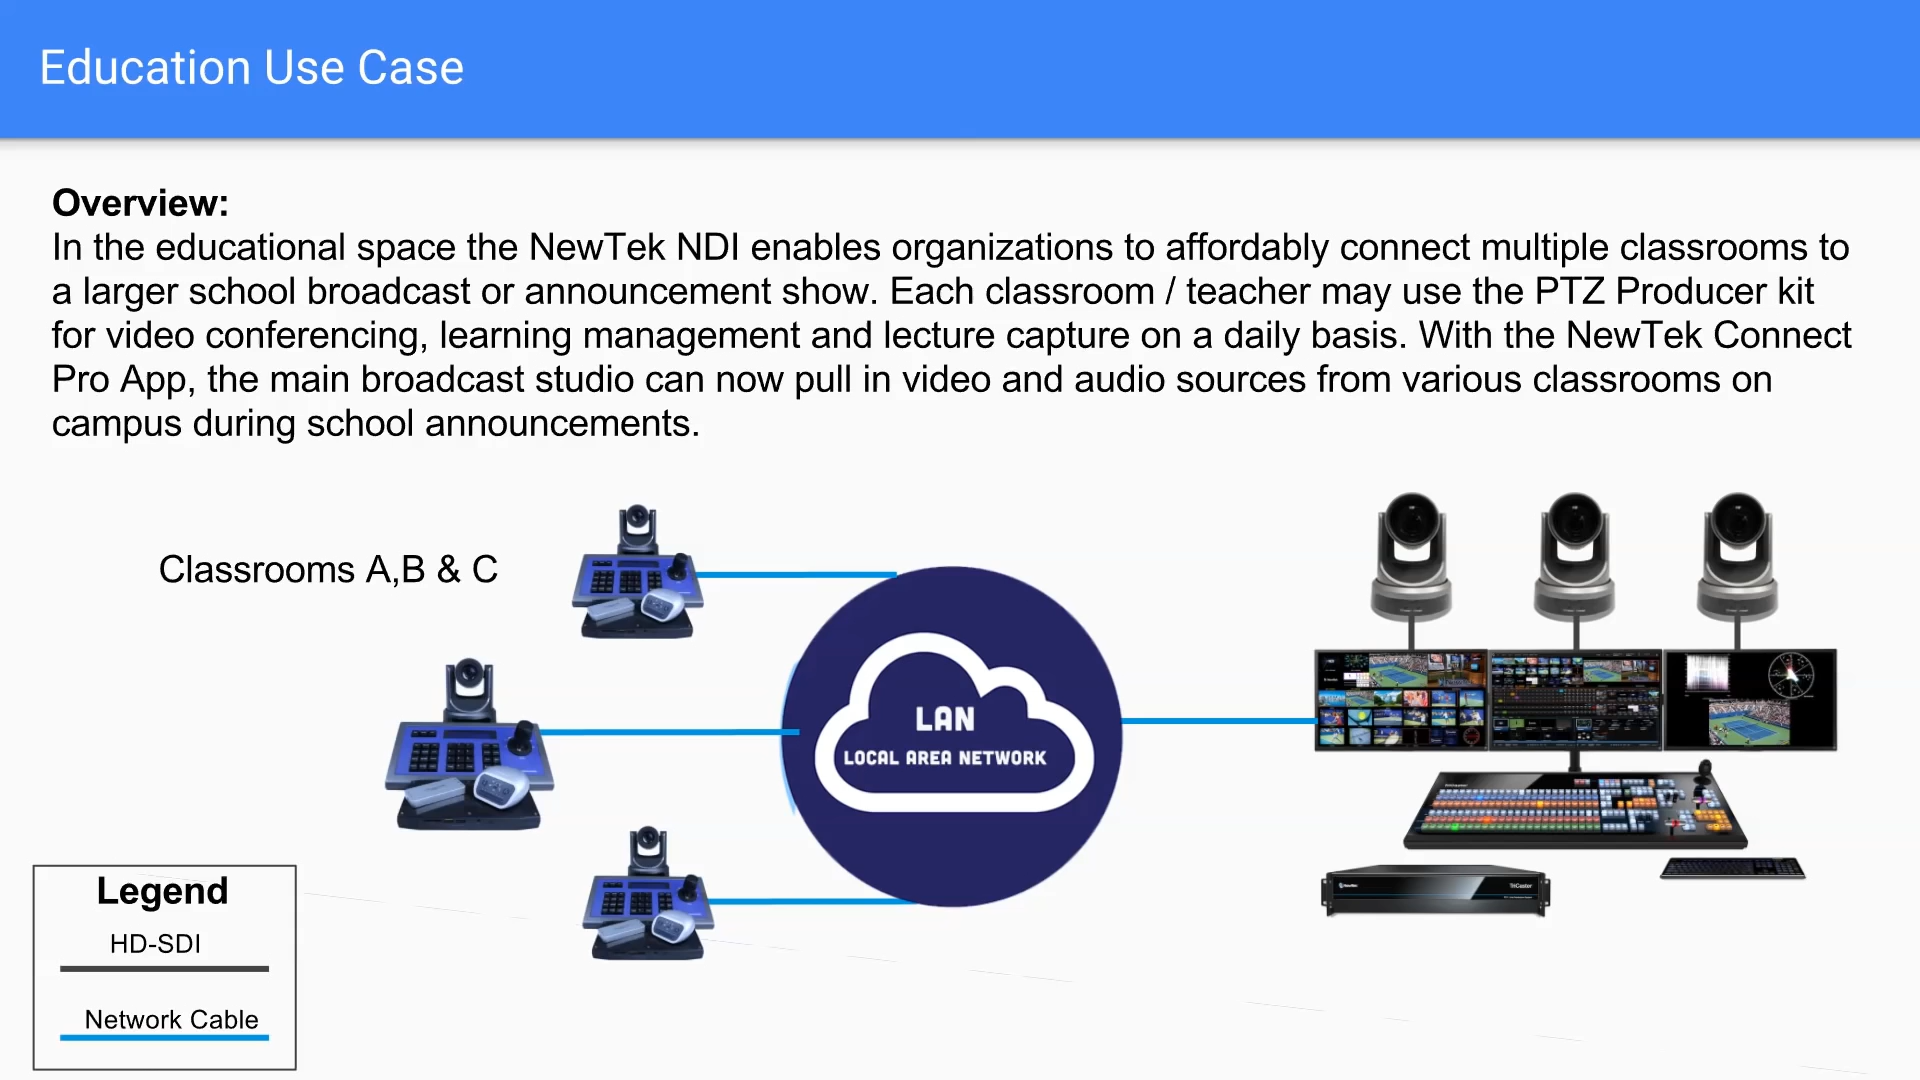 Education Use Case
Overview:
In the educational space the NewTek NDI enables organizations to affordably connect multiple classrooms to
a larger school broadcast or announcement show. Each classroom / teacher may use the PTZ Producer kit
for video conferencing, learning management and lecture capture on a daily basis. With the NewTek Connect
Pro App, the main broadcast studio can now pull in video and audio sources from various classrooms on
campus during school announcements.
Classrooms A,B & C
LAN
LOCAL AREA NETWORK
NewTek
TriCaster
Legend
HD-SDI
Network Cable